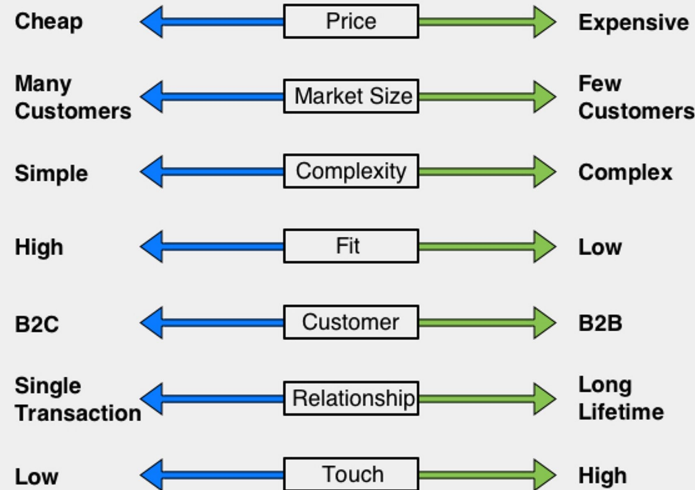 Cheap Price Expensive
Many Few
Customers Market Size Customers
Simple Complexity Complex
High Fit Low
B2C Customer B2B
Single Long
Transaction Relationship Lifetime
Low Touch High